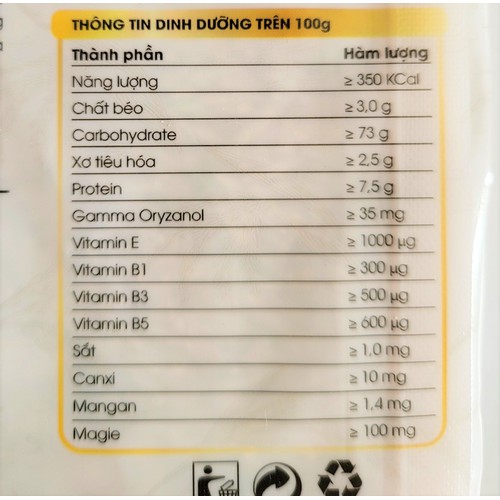 THÔNG TIN DINH DƯỠNG TRÊN 100g
Thành phần Hàm lượng
Năng lượng ≥ 350 KCal
Chất béo ≥ 3,0 g
Carbohydrate ≥ 73 g
Xơ tiêu hóa ≥ 2,5 g
Protein ≥ 7,5 g
Gamma Oryzanol ≥ 35 mg
Vitamin E ≥ 1000 µg
Vitamin B1 ≥ 300 µg
Vitamin B3 ≥ 500 µg
Vitamin B5 ≥ 600 µg
Sắt ≥ 1,0 mg
Canxi ≥ 10 mg
Mangan ≥ 1,4 mg
Magie ≥ 100 mg